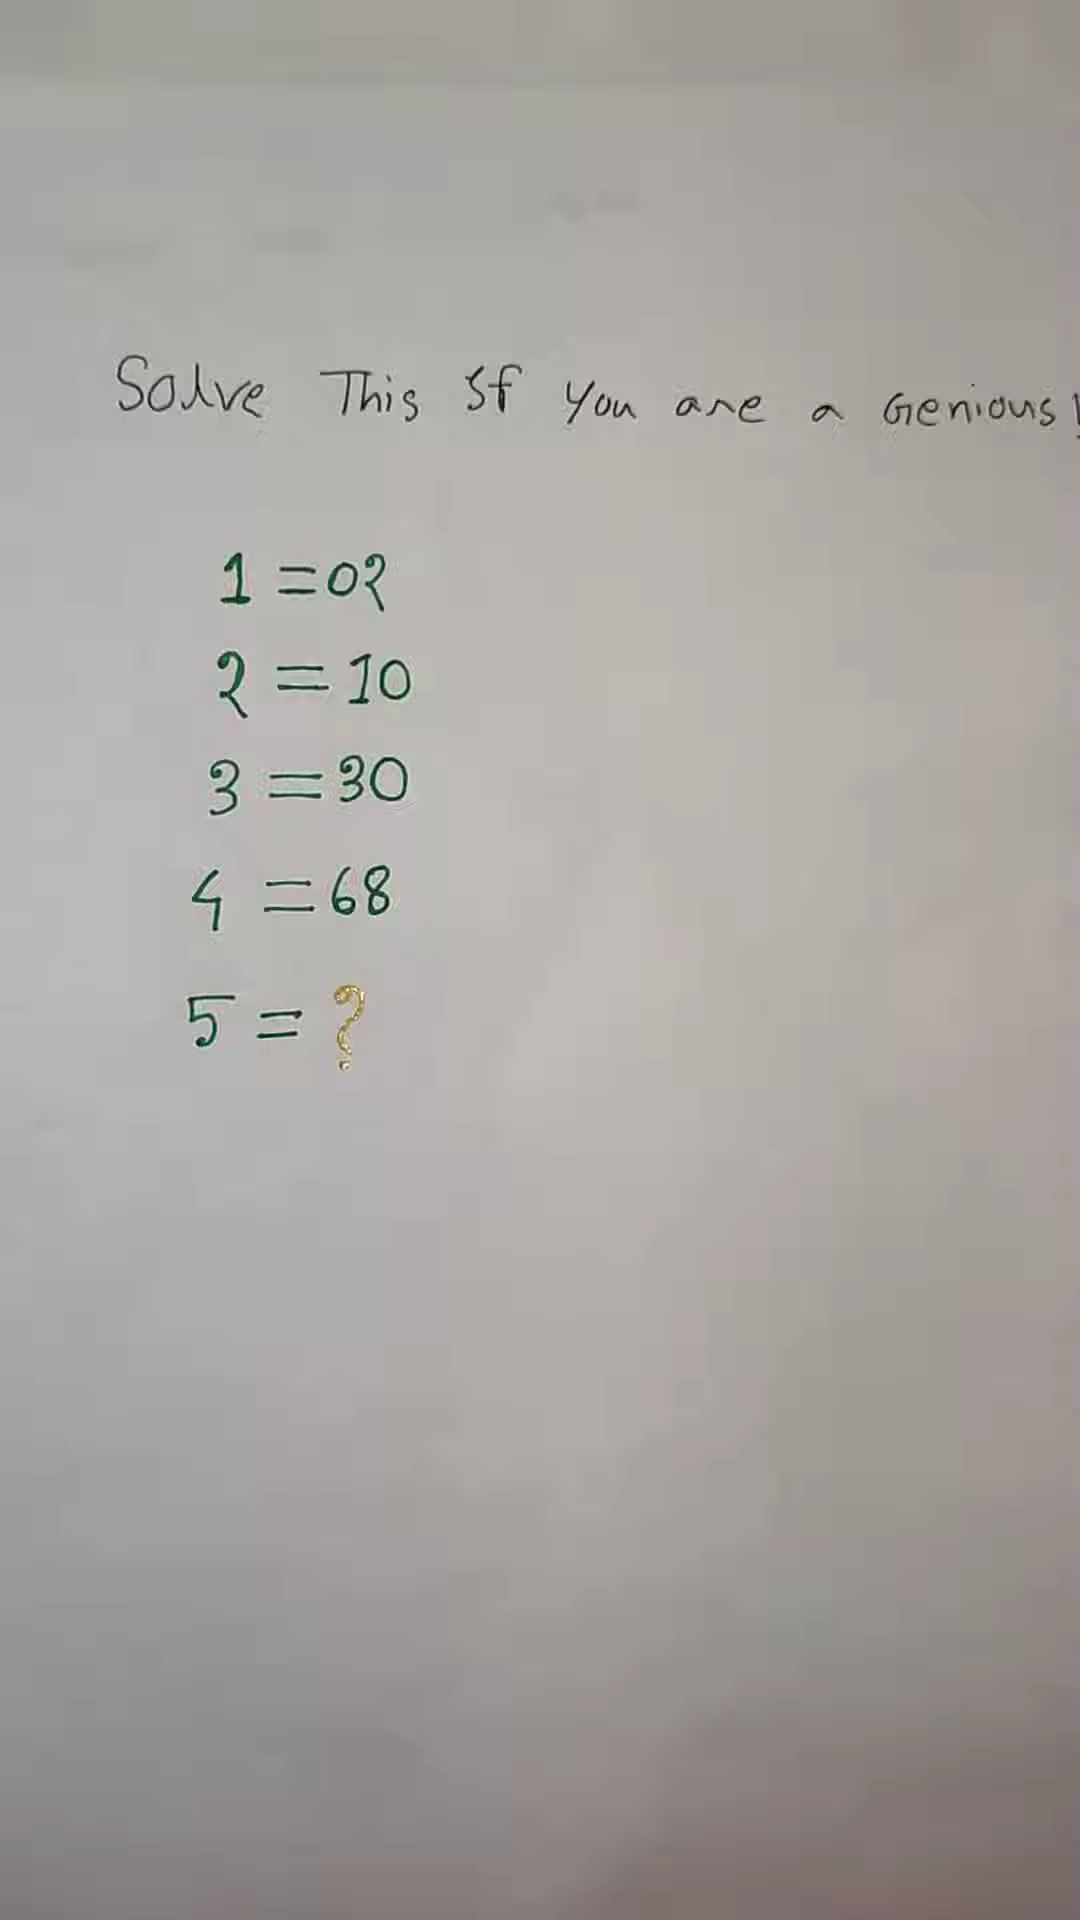 Solve This If You are a Genious!
1 = 02
2 = 10
3 = 30
4 = 68
5 = ?